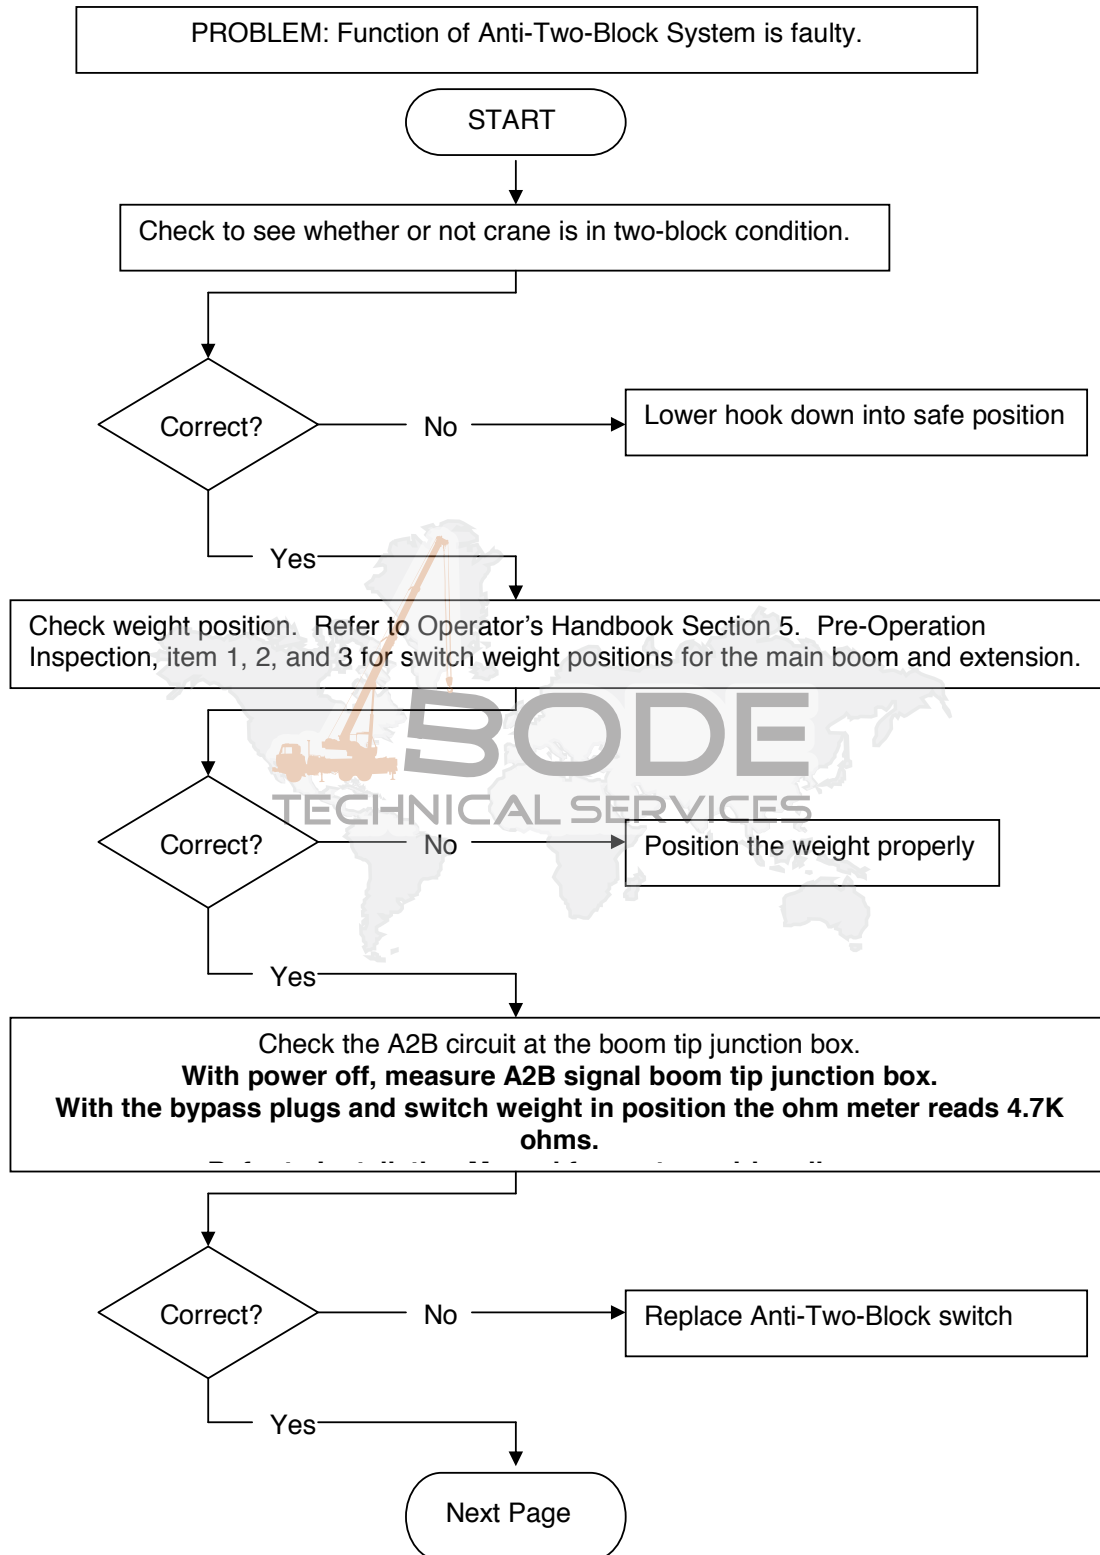 PROBLEM: Function of Anti-Two-Block System is faulty.
START
Check to see whether or not crane is in two-block condition.
Correct?
No
Lower hook down into safe position
Yes
Check weight position. Refer to Operator's Handbook Section 5. Pre-Operation
Inspection, item 1, 2, and 3 for switch weight positions for the main boom and extension.
BODE
TECHNICAL SERVICES
Correct?
No
Position the weight properly
Yes
Check the A2B circuit at the boom tip junction box.
With power off, measure A2B signal boom tip junction box.
With the bypass plugs and switch weight in position the ohm meter reads 4.7K
ohms.
Correct?
No
Replace Anti-Two-Block switch
Yes
Next Page